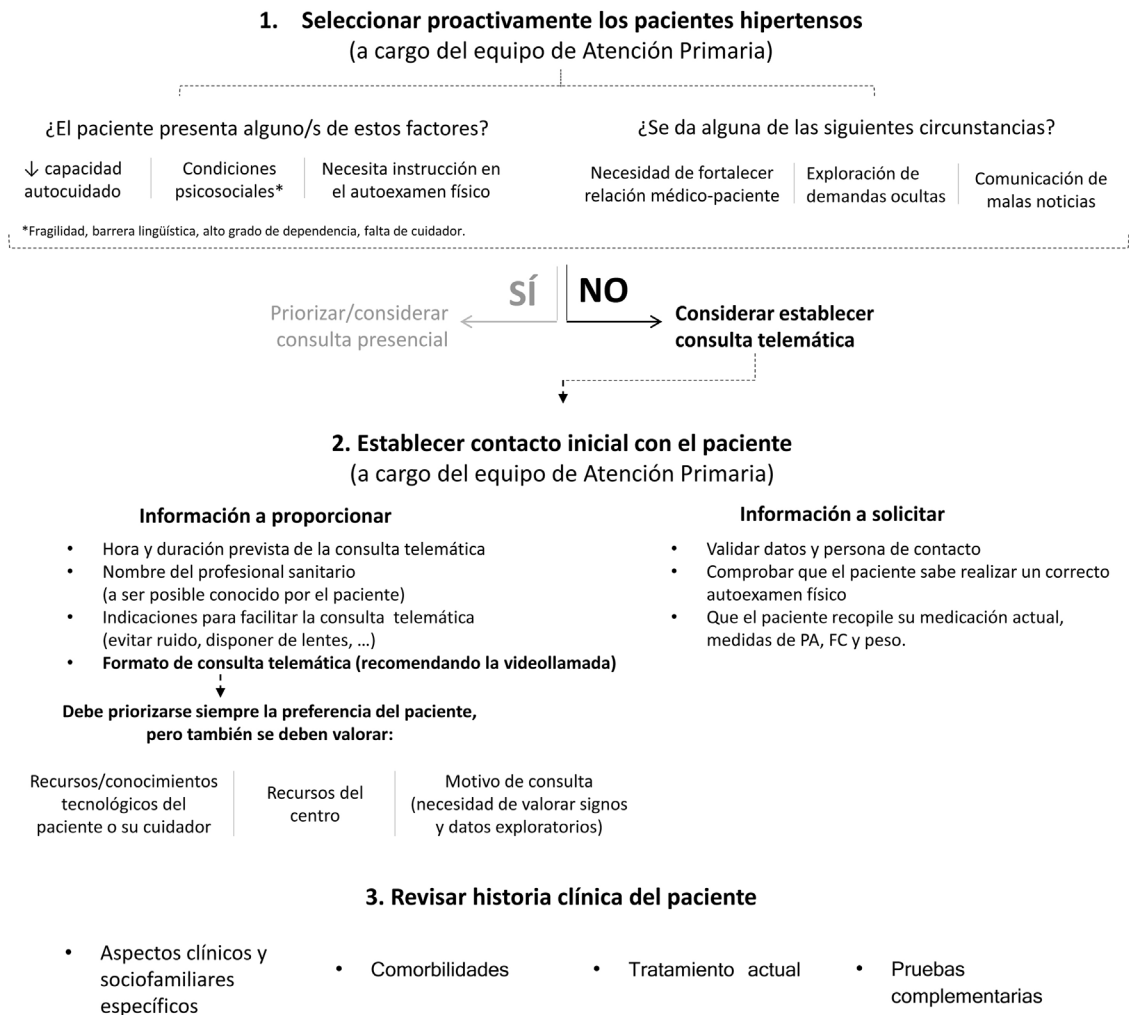 1. Seleccionar proactivamente los pacientes hipertensos
(a cargo del equipo de Atención Primaria)
¿El paciente presenta alguno/s de estos factores?
↓ capacidad
autocuidado
Condiciones
psicosociales*
Necesita instrucción en
el autoexamen físico
*Fragilidad, barrera lingüística, alto grado de dependencia, falta de cuidador.
¿Se da alguna de las siguientes circunstancias?
Necesidad de fortalecer
relación médico-paciente
Exploración de
demandas ocultas
Comunicación de
malas noticias
SÍ
NO
Priorizar/considerar
consulta presencial
Considerar establecer
consulta telemática
2. Establecer contacto inicial con el paciente
(a cargo del equipo de Atención Primaria)
Información a proporcionar
• Hora y duración prevista de la consulta telemática
• Nombre del profesional sanitario
(a ser posible conocido por el paciente)
• Indicaciones para facilitar la consulta telemática
(evitar ruido, disponer de lentes, ...)
• Formato de consulta telemática (recomendando la videollamada)
Debe priorizarse siempre la preferencia del paciente,
pero también se deben valorar:
Recursos/conocimientos
tecnológicos del
paciente o su cuidador
Recursos del
centro
Motivo de consulta
(necesidad de valorar signos
y datos exploratorios)
Información a solicitar
• Validar datos y persona de contacto
• Comprobar que el paciente sabe realizar un correcto
autoexamen físico
• Que el paciente recopile su medicación actual,
medidas de PA, FC y peso.
3. Revisar historia clínica del paciente
• Aspectos clínicos y
sociofamiliares
específicos
• Comorbilidades
• Tratamiento actual
• Pruebas
complementarias